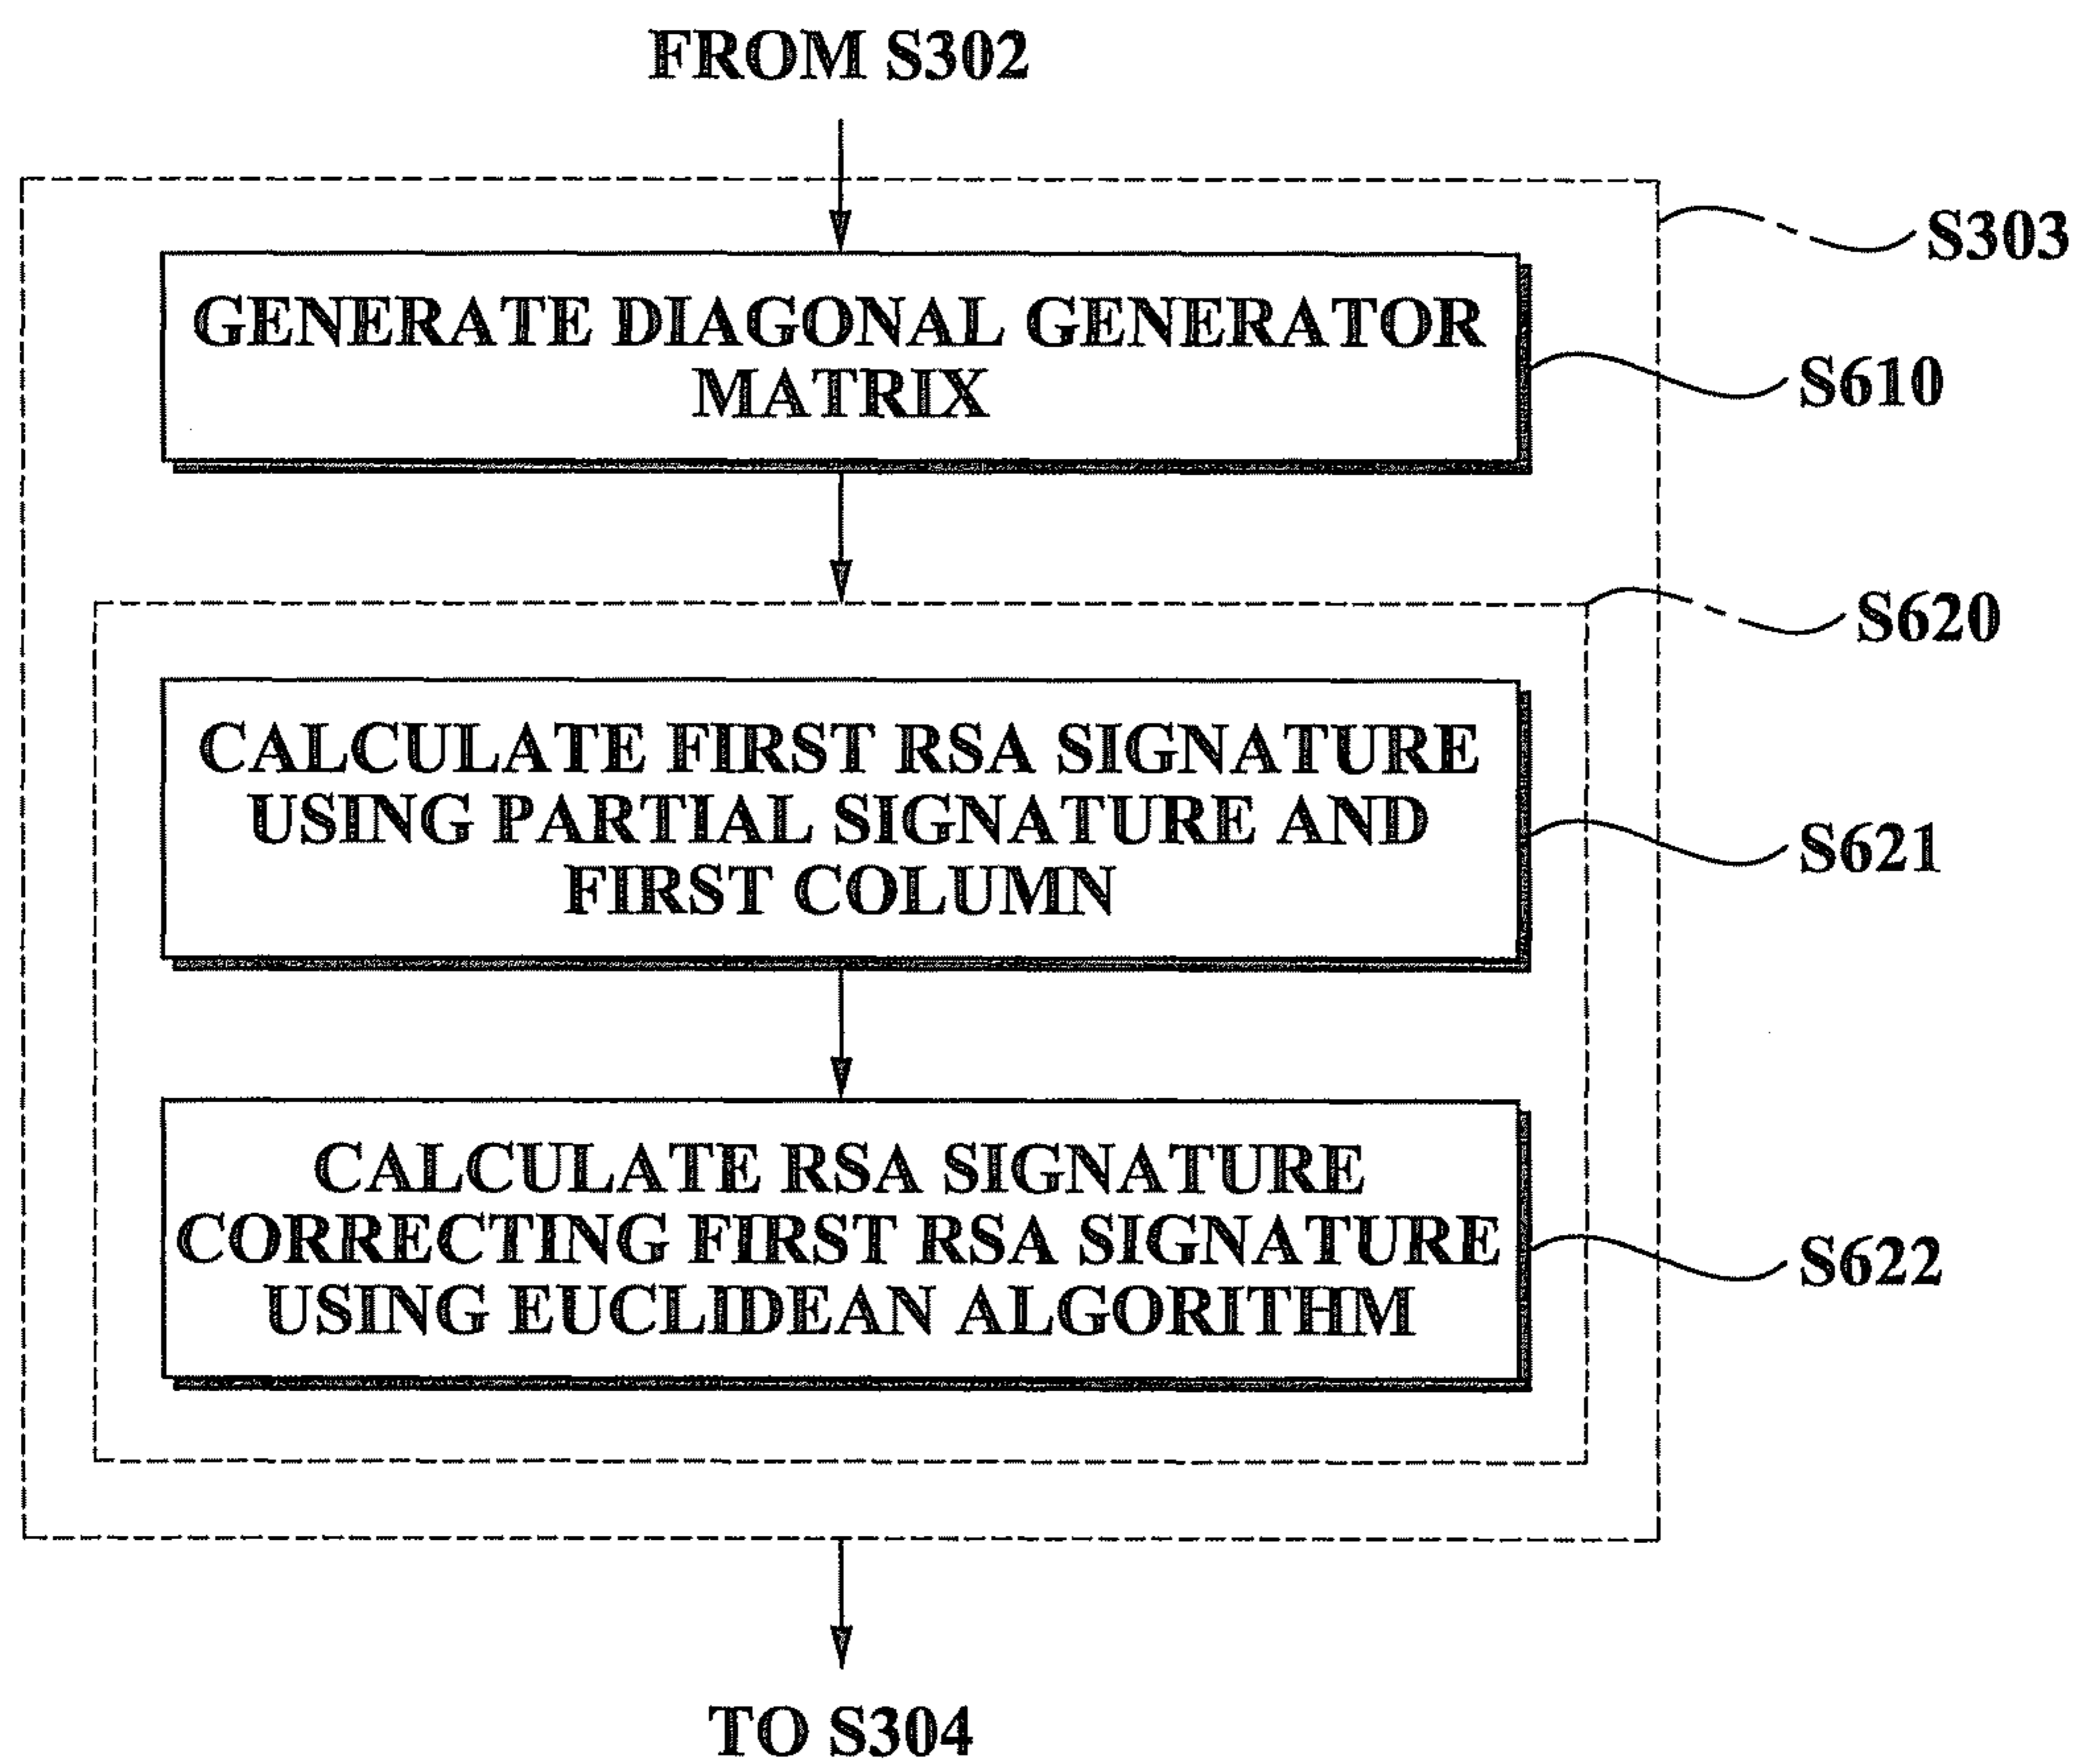 FROM S302
S303
GENERATE DIAGONAL GENERATOR
MATRIX
S610
S620
CALCULATE FIRST RSA SIGNATURE
USING PARTIAL SIGNATURE AND
FIRST COLUMN
S621
CALCULATE RSA SIGNATURE
CORRECTING FIRST RSA SIGNATURE
USING EUCLIDEAN ALGORITHM
S622
TO S304